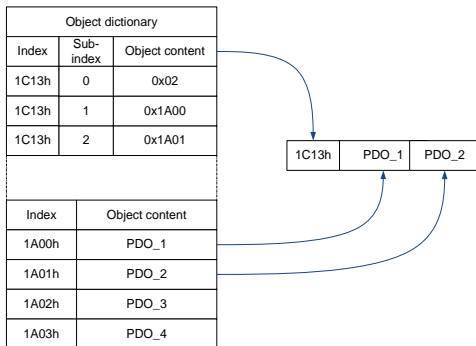 Object dictionary
Index Sub-index Object content
1C13h 0 0x02
1C13h 1 0x1A00
1C13h 2 0x1A01
1C13h PDO_1 PDO_2
Index Object content
1A00h PDO_1
1A01h PDO_2
1A02h PDO_3
1A03h PDO_4